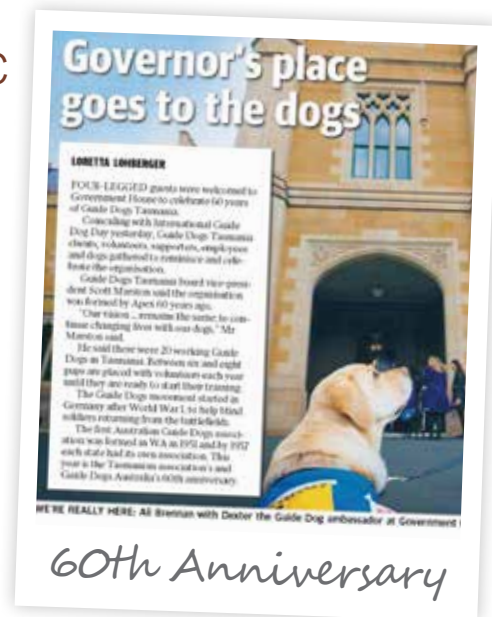 C
Governor's place
goes to the dogs
LORETTA LOHBERGER
FOUR-LEGGED guests were welcomed to
Government House to celebrate 60 years
of Guide Dogs Tasmania.
Coinciding with International Guide
Dog Day yesterday, Guide Dogs Tasmania
clients, volunteers, supporters, employees
and dogs gathered to reminisce and cele-
brate the organisation.
Guide Dogs Tasmania board vice-presi-
dent Scott Marston said the organisation
was formed by Apex 60 years ago.
"Our vision ... remains the same; to con-
tinue changing lives with our dogs," Mr
Marston said.
He said there were 20 working Guide
Dogs in Tasmania. Between six and eight
pups are placed with volunteers each year
until they are ready to start their training.
The Guide Dogs movement started in
Germany after World War I, to help blind
soldiers returning from the battlefields.
The first Australian Guide Dogs associ-
ation was formed in WA in 1951 and by 1957
each state had its own association. This
year is the Tasmanian association's and
Guide Dogs Australia's 60th anniversary.
WE'RE REALLY HERE: Ali Brennan with Dexter the Guide Dog ambassador at Government
60th Anniversary